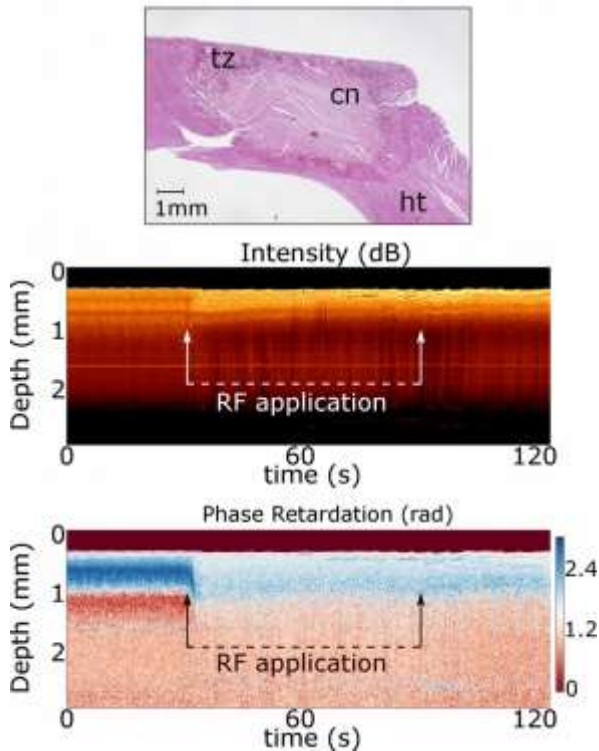 tz
cn
ht
1mm
Intensity (dB)
0
1
2
Depth (mm)
RF application
0
60
120
time (s)
Phase Retardation (rad)
0
1
2
Depth (mm)
2.4
1.2
0
RF application
0
60
120
time (s)